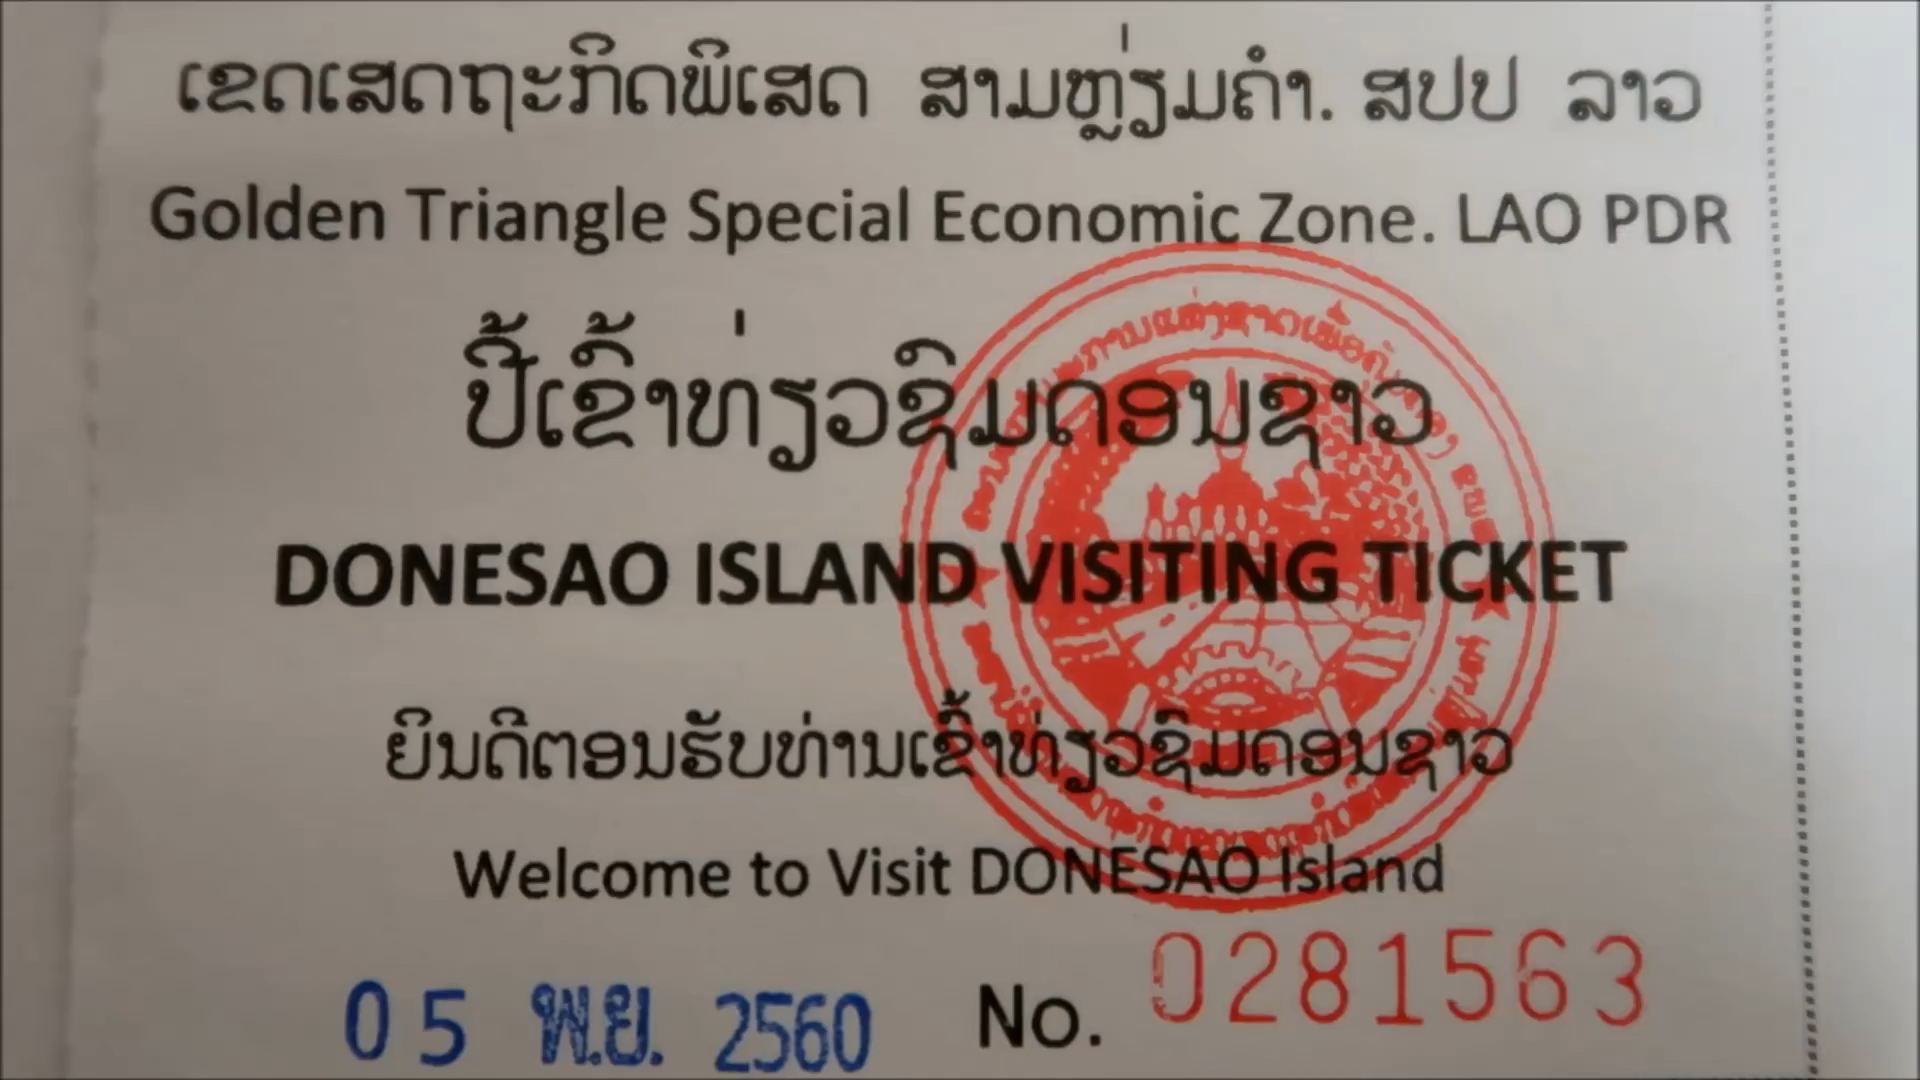 ເຂດເສດຖະກິດພິເສດ ສາມຫຼ່ຽມຄຳ. ສປປ ລາວ
Golden Triangle Special Economic Zone. LAO PDR
ປີ້ເຂົ້າທ່ຽວຊົມດອນຊາວ
DONESAO ISLAND VISITING TICKET
ຍິນດີຕອນຮັບທ່ານເຂົ້າທ່ຽວຊົມດອນຊາວ
Welcome to Visit DONESAO Island
05 พ.ย. 2560 No. 0281563